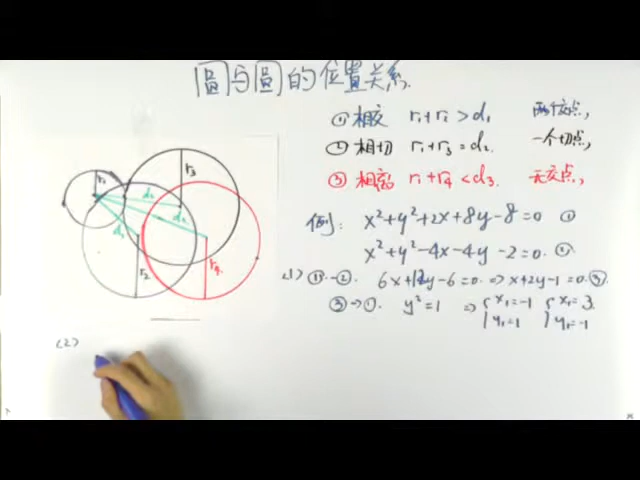 圆与圆的位置关系.
① 相交 r₁+r₂ > d₁ 两个交点,
② 相切 r₁+r₃ = d₂ 一个切点,
③ 相离 r₁+r₄ < d₃. 无交点,
例: x²+y²+2x+8y-8=0 ①
x²+y²-4x-4y-2=0. ②
(1) ①-② 6x+12y-6=0. ⇒ x+2y-1=0. ③
③→①. y²=1 ⇒ { x₁=-1 { x₁=3.
y₁=1 y₁=-1
(2)
r₁
r₃
d₂
d₃
d₁
r₂
r₄